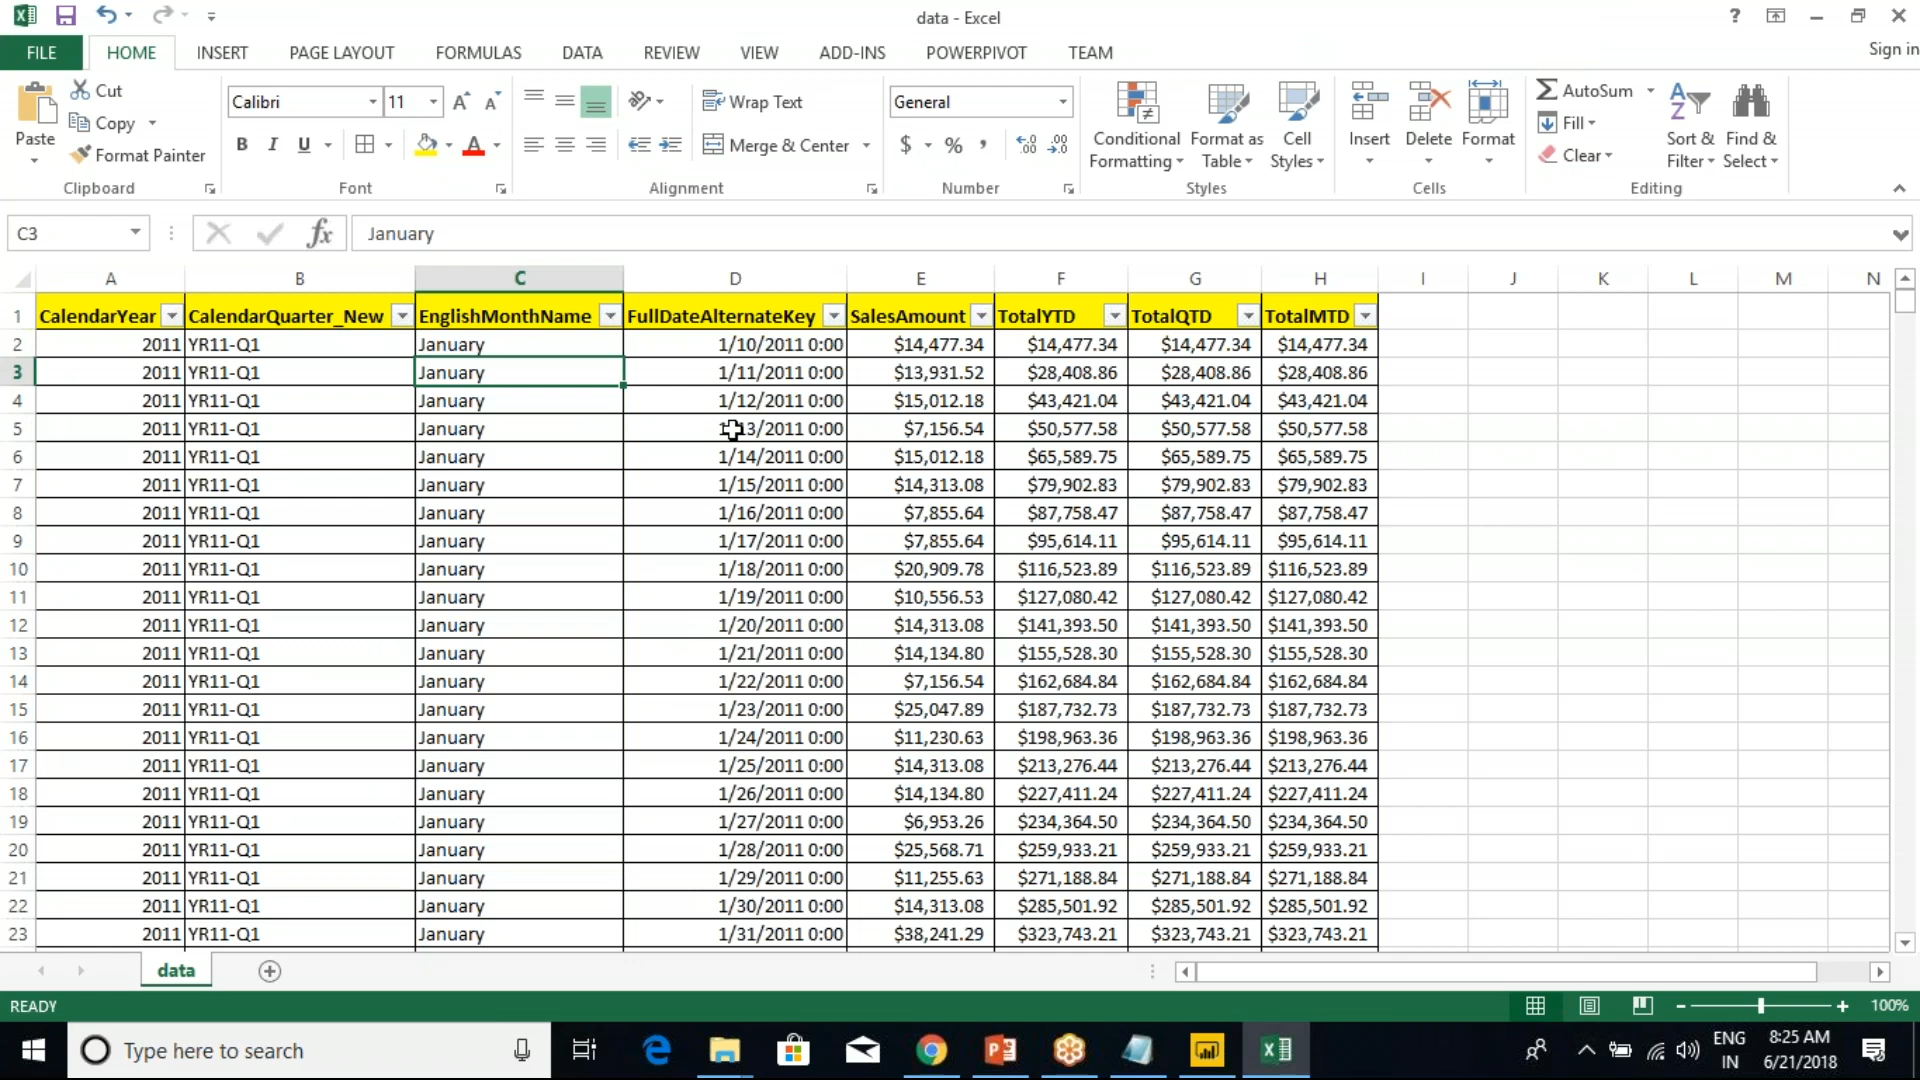 data - Excel
?
Sign in
FILE HOME INSERT PAGE LAYOUT FORMULAS DATA REVIEW VIEW ADD-INS POWERPIVOT TEAM
Paste
Cut
Copy
Format Painter
Clipboard
Calibri 11
B I U
Font
Wrap Text
Merge & Center
Alignment
General
$ % ,
Number
Conditional Formatting
Format as Table
Cell Styles
Styles
Insert Delete Format
Cells
AutoSum
Fill
Clear
Sort & Filter
Find & Select
Editing
C3 fx January
A B C D E F G H I J K L M N
1 CalendarYear CalendarQuarter_New EnglishMonthName FullDateAlternateKey SalesAmount TotalYTD TotalQTD TotalMTD
2 2011 YR11-Q1 January 1/10/2011 0:00 $14,477.34 $14,477.34 $14,477.34 $14,477.34
3 2011 YR11-Q1 January 1/11/2011 0:00 $13,931.52 $28,408.86 $28,408.86 $28,408.86
4 2011 YR11-Q1 January 1/12/2011 0:00 $15,012.18 $43,421.04 $43,421.04 $43,421.04
5 2011 YR11-Q1 January 1/13/2011 0:00 $7,156.54 $50,577.58 $50,577.58 $50,577.58
6 2011 YR11-Q1 January 1/14/2011 0:00 $15,012.18 $65,589.75 $65,589.75 $65,589.75
7 2011 YR11-Q1 January 1/15/2011 0:00 $14,313.08 $79,902.83 $79,902.83 $79,902.83
8 2011 YR11-Q1 January 1/16/2011 0:00 $7,855.64 $87,758.47 $87,758.47 $87,758.47
9 2011 YR11-Q1 January 1/17/2011 0:00 $7,855.64 $95,614.11 $95,614.11 $95,614.11
10 2011 YR11-Q1 January 1/18/2011 0:00 $20,909.78 $116,523.89 $116,523.89 $116,523.89
11 2011 YR11-Q1 January 1/19/2011 0:00 $10,556.53 $127,080.42 $127,080.42 $127,080.42
12 2011 YR11-Q1 January 1/20/2011 0:00 $14,313.08 $141,393.50 $141,393.50 $141,393.50
13 2011 YR11-Q1 January 1/21/2011 0:00 $14,134.80 $155,528.30 $155,528.30 $155,528.30
14 2011 YR11-Q1 January 1/22/2011 0:00 $7,156.54 $162,684.84 $162,684.84 $162,684.84
15 2011 YR11-Q1 January 1/23/2011 0:00 $25,047.89 $187,732.73 $187,732.73 $187,732.73
16 2011 YR11-Q1 January 1/24/2011 0:00 $11,230.63 $198,963.36 $198,963.36 $198,963.36
17 2011 YR11-Q1 January 1/25/2011 0:00 $14,313.08 $213,276.44 $213,276.44 $213,276.44
18 2011 YR11-Q1 January 1/26/2011 0:00 $14,134.80 $227,411.24 $227,411.24 $227,411.24
19 2011 YR11-Q1 January 1/27/2011 0:00 $6,953.26 $234,364.50 $234,364.50 $234,364.50
20 2011 YR11-Q1 January 1/28/2011 0:00 $25,568.71 $259,933.21 $259,933.21 $259,933.21
21 2011 YR11-Q1 January 1/29/2011 0:00 $11,255.63 $271,188.84 $271,188.84 $271,188.84
22 2011 YR11-Q1 January 1/30/2011 0:00 $14,313.08 $285,501.92 $285,501.92 $285,501.92
23 2011 YR11-Q1 January 1/31/2011 0:00 $38,241.29 $323,743.21 $323,743.21 $323,743.21
data
READY 100%
Type here to search
ENG
IN
8:25 AM
6/21/2018